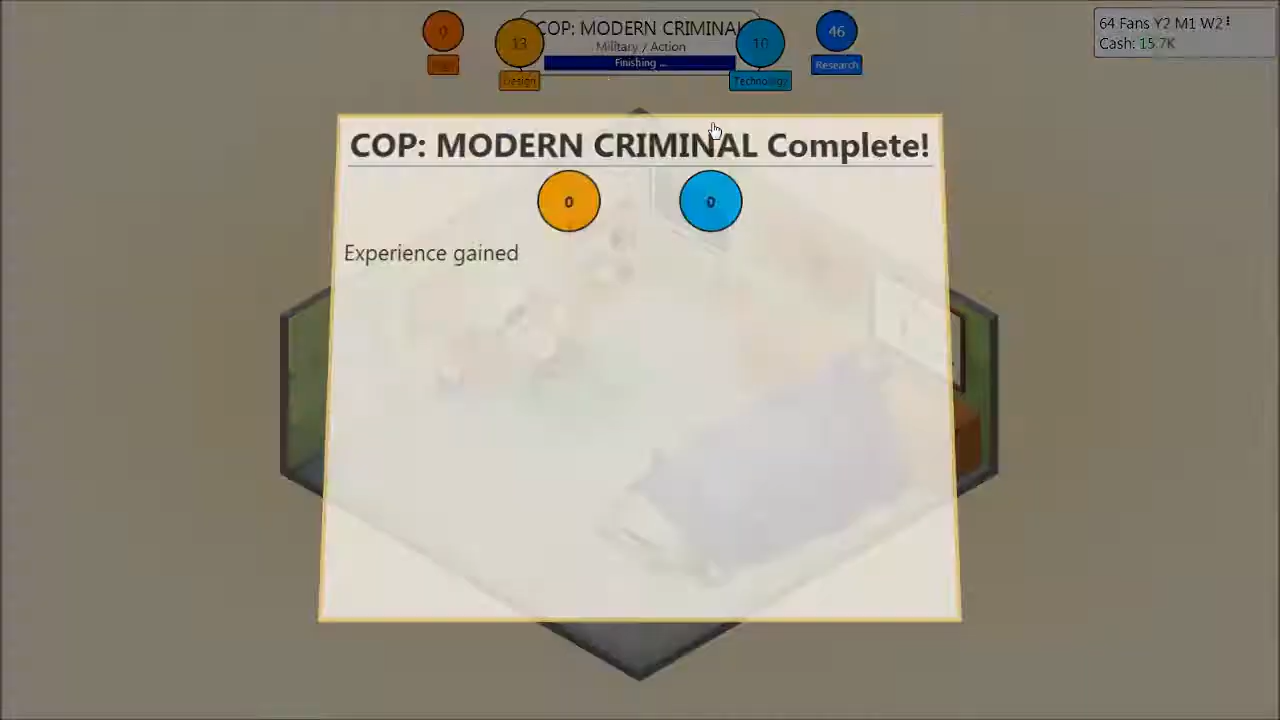 0
13
COP: MODERN CRIMINAL
Military / Action
Finishing ...
10
46
Design
Technology
Research
64 Fans Y2 M1 W2
Cash: 15.7K
COP: MODERN CRIMINAL Complete!
0
0
Experience gained